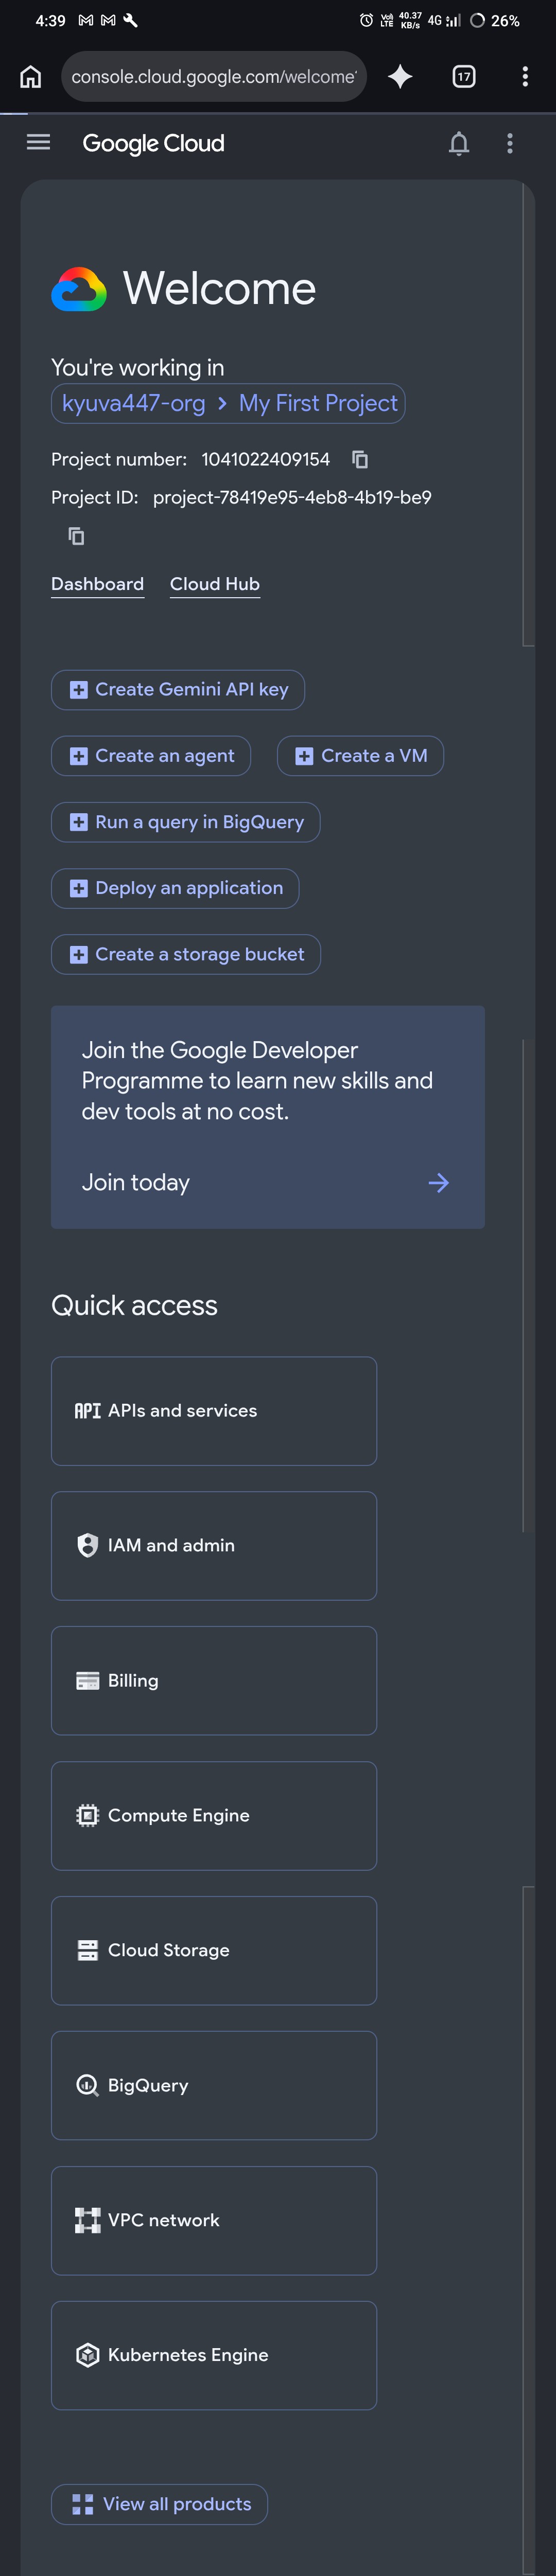 4:39
Vo) LTE 40.37 KB/s 4G 26%
console.cloud.google.com/welcome
17
Google Cloud
Welcome
You're working in
kyuva447-org > My First Project
Project number: 1041022409154
Project ID: project-78419e95-4eb8-4b19-be9
Dashboard Cloud Hub
Create Gemini API key
Create an agent Create a VM
Run a query in BigQuery
Deploy an application
Create a storage bucket
Join the Google Developer
Programme to learn new skills and
dev tools at no cost.
Join today
Quick access
API APIs and services
IAM and admin
Billing
Compute Engine
Cloud Storage
BigQuery
VPC network
Kubernetes Engine
View all products